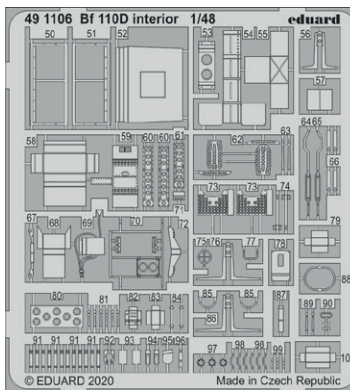 49 1106 Bf 110D interior 1/48 eduard
50 51 52 53 54 55 56
57
58 59 60 60 61 62 63 64 65
66
67 68 69 70 71 72 73 73 74
75 76 77 78 79
80 81 82 83 84 85 85 86 87 88
89 90
91 91 91 91 91 92 93 94 95 96 97 98 98 99
10
© EDUARD 2020 Made in Czech Republic